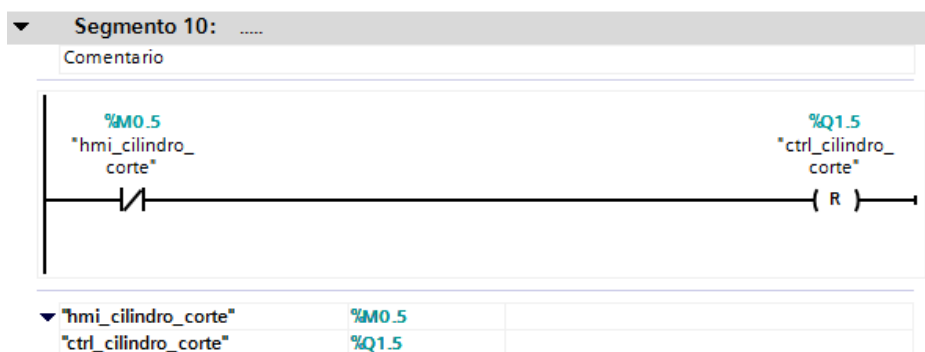 Segmento 10: .....
Comentario
%M0.5
"hmi_cilindro_
corte"
%Q1.5
"ctrl_cilindro_
corte"
R
"hmi_cilindro_corte" %M0.5
"ctrl_cilindro_corte" %Q1.5